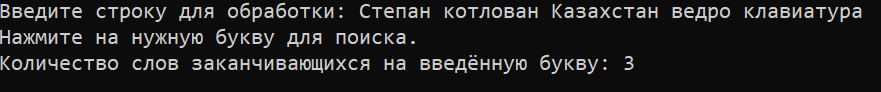 Введите строку для обработки: Степан котлован Казахстан ведро клавиатура
Нажмите на нужную букву для поиска.
Количество слов заканчивающихся на введённую букву: 3